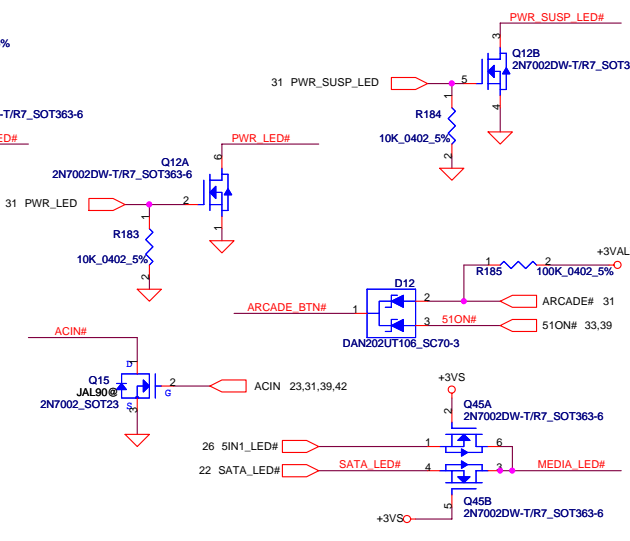 PWR_SUSP_LED#
%
3
Q12B
2N7002DW-T/R7_SOT3
31 PWR_SUSP_LED
5
1
4
R184
10K_0402_5%
2
-T/R7_SOT363-6
ED#
PWR_LED#
6
Q12A
2N7002DW-T/R7_SOT363-6
31 PWR_LED
2
1
1
R183
10K_0402_5%
2
+3VAL
1
2
R185
100K_0402_5%
D12
ARCADE_BTN#
1
2
ARCADE# 31
3
51ON#
51ON# 33,39
DAN202UT106_SC70-3
ACIN#
1
D
Q15
JAL90@
2N7002_SOT23
2
G
S
3
ACIN 23,31,39,42
+3VS
2
Q45A
2N7002DW-T/R7_SOT363-6
26 5IN1_LED#
1
6
22 SATA_LED#
SATA_LED#
4
3
MEDIA_LED#
5
Q45B
2N7002DW-T/R7_SOT363-6
+3VS